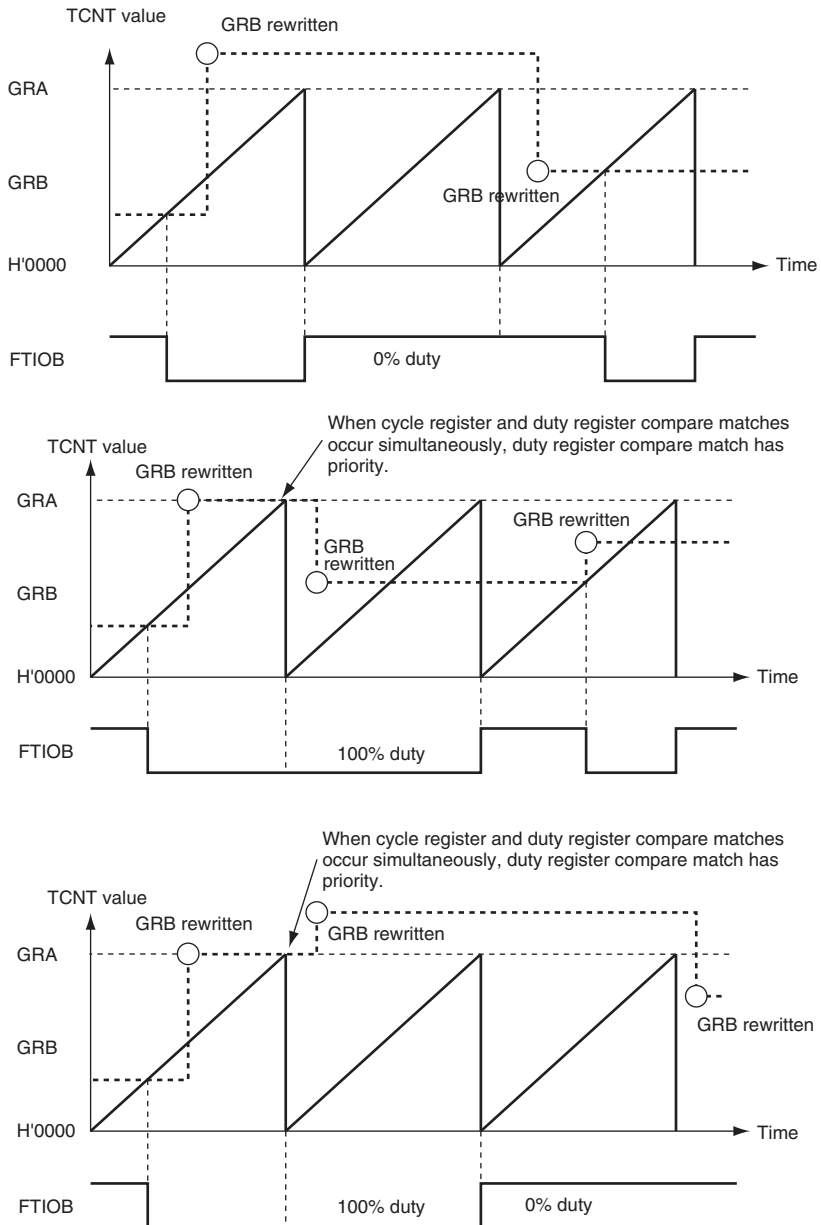 TCNT value
GRB rewritten
GRA
GRB
GRB rewritten
H'0000
Time
FTIOB
0% duty
When cycle register and duty register compare matches
occur simultaneously, duty register compare match has
priority.
TCNT value
GRB rewritten
GRA
GRB rewritten
GRB
rewritten
GRB
H'0000
Time
FTIOB
100% duty
When cycle register and duty register compare matches
occur simultaneously, duty register compare match has
priority.
TCNT value
GRB rewritten
GRB rewritten
GRA
GRB rewritten
GRB
H'0000
Time
FTIOB
100% duty
0% duty